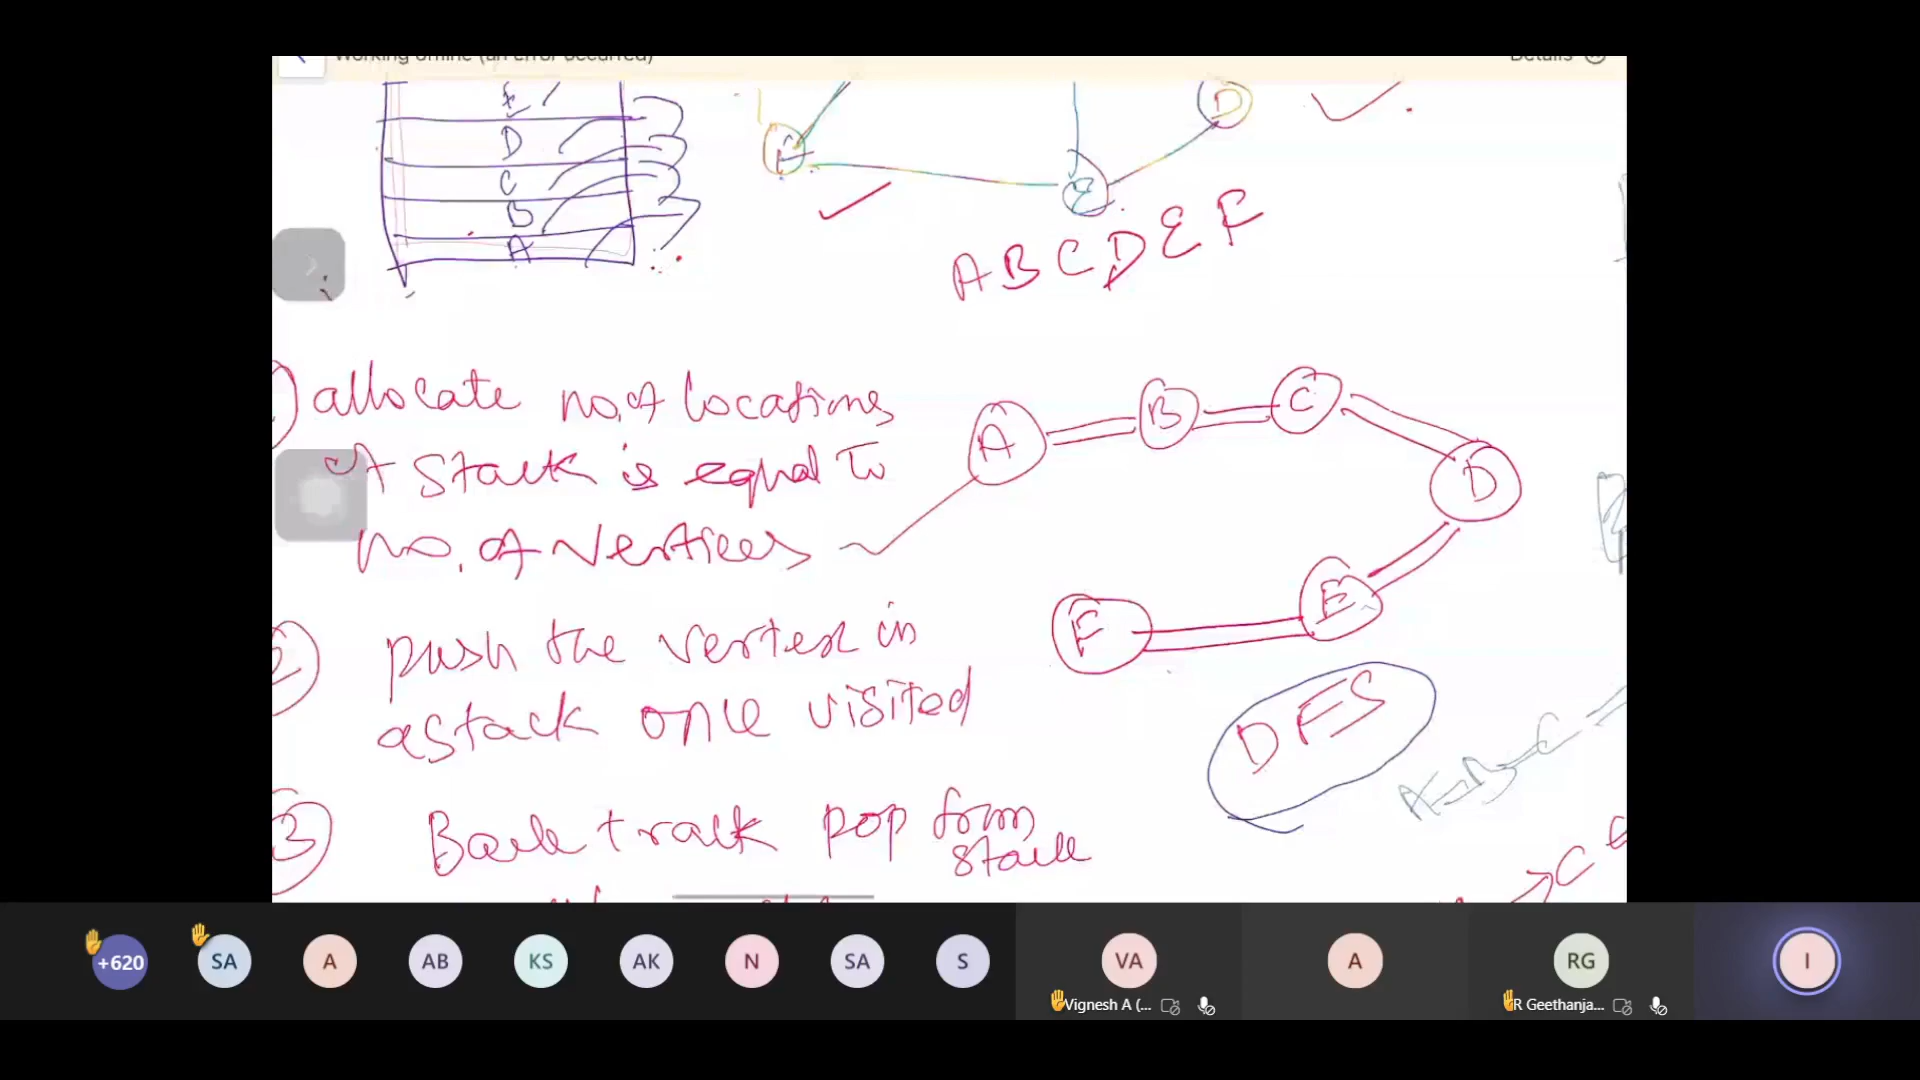 Working offline (an error occurred)
Details
E
D
C
B
A
F
E
D
A B C D E F
1) allocate no. of locations
of stack is equal to
no. of vertices
A
B
C
D
E
F
2 push the vertex in
a stack once visited
DFS
A B C
3 Back track pop from
stack
C
+620
SA
A
AB
KS
AK
N
SA
S
VA
Vignesh A (...
A
RG
R Geethanja...
I